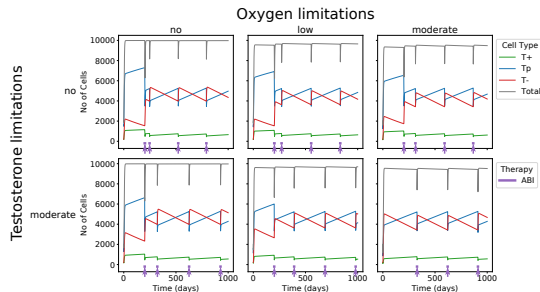 Oxygen limitations
no low moderate
Testosterone limitations
no
moderate
No of Cells
10000
8000
6000
4000
2000
0
Cell Type
T+
Tp
T-
Total
No of Cells
10000
8000
6000
4000
2000
0
Therapy
ABI
0 500 1000
0 500 1000
0 500 1000
Time (days) Time (days) Time (days)